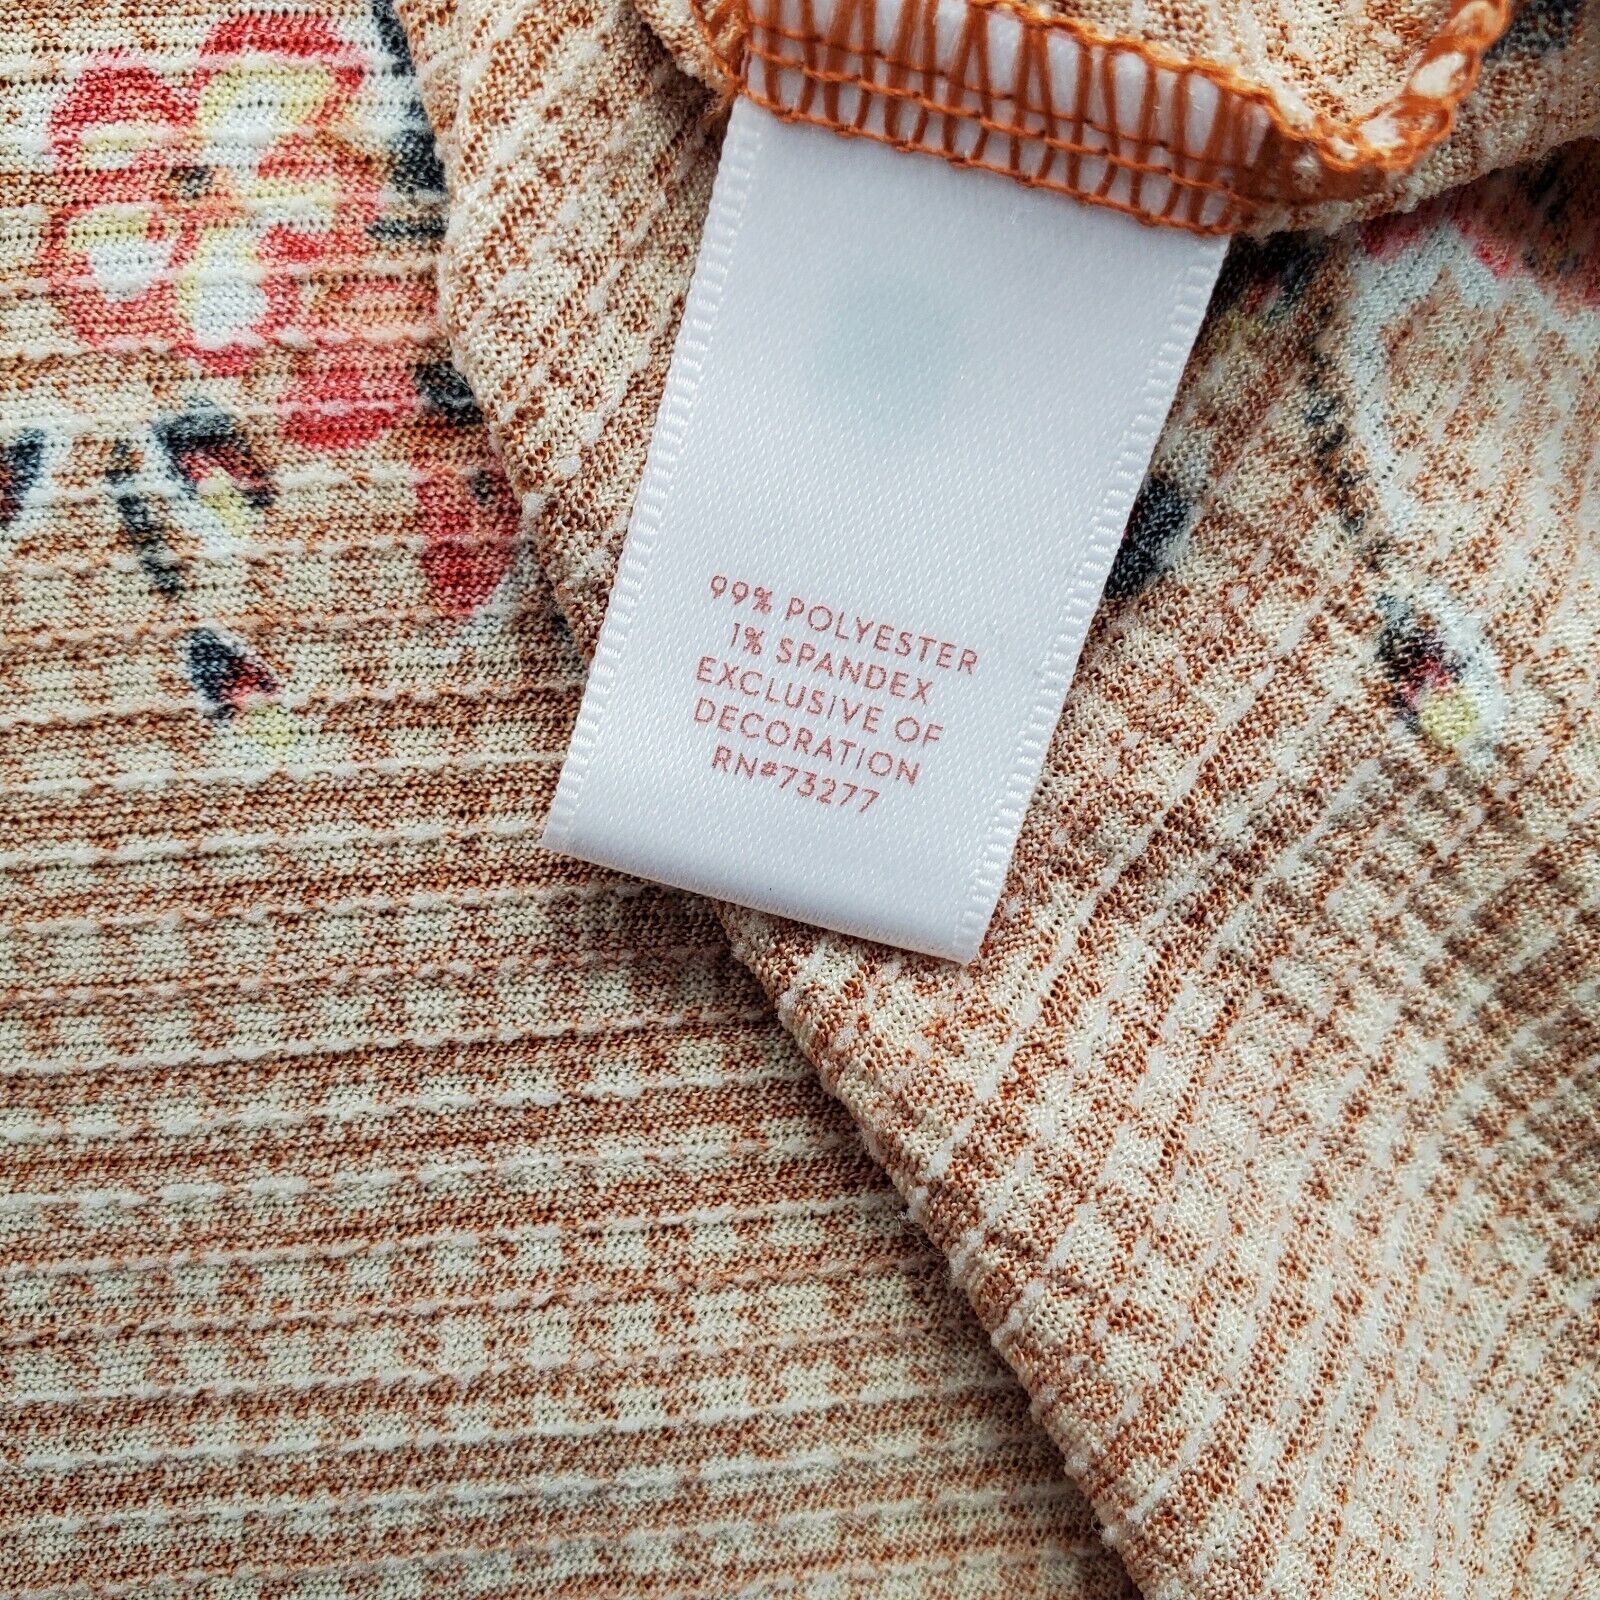 99% POLYESTER
1% SPANDEX
EXCLUSIVE OF
DECORATION
RN#73277